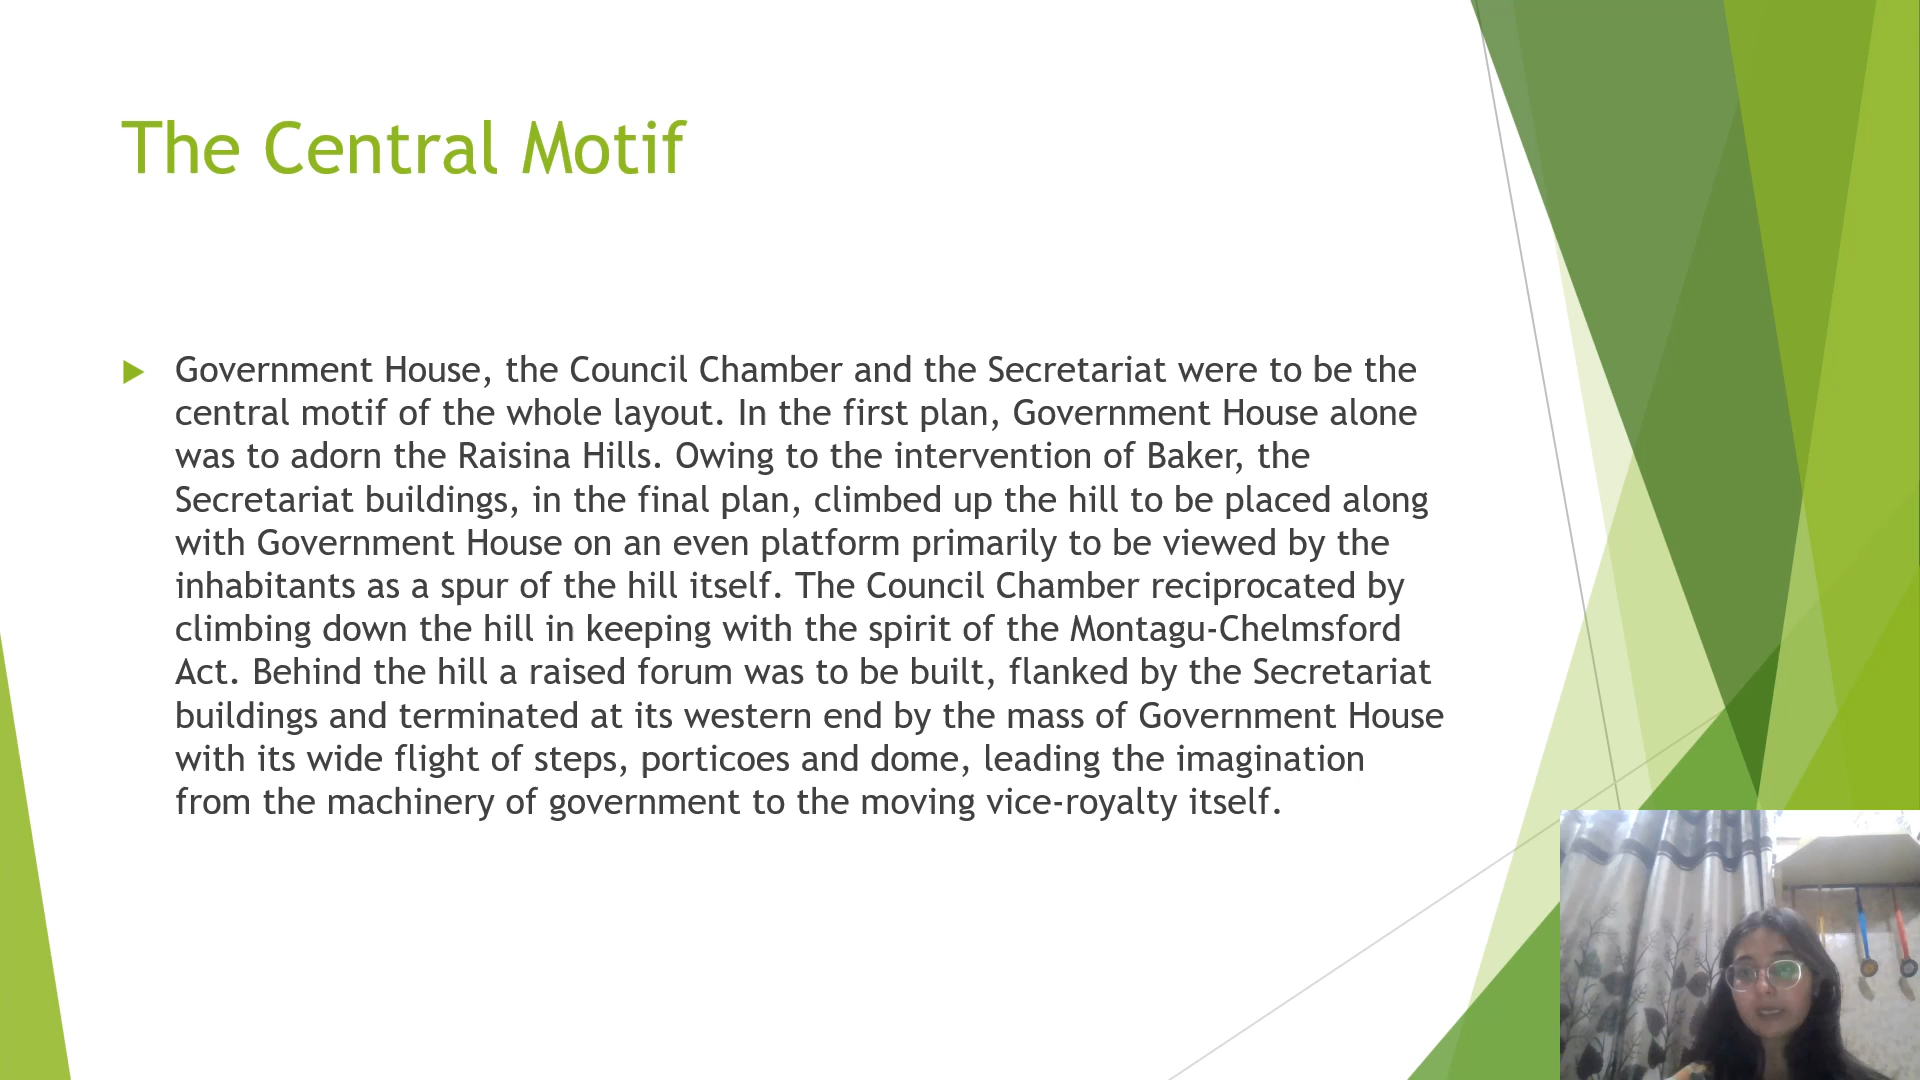 The Central Motif
Government House, the Council Chamber and the Secretariat were to be the
central motif of the whole layout. In the first plan, Government House alone
was to adorn the Raisina Hills. Owing to the intervention of Baker, the
Secretariat buildings, in the final plan, climbed up the hill to be placed along
with Government House on an even platform primarily to be viewed by the
inhabitants as a spur of the hill itself. The Council Chamber reciprocated by
climbing down the hill in keeping with the spirit of the Montagu-Chelmsford
Act. Behind the hill a raised forum was to be built, flanked by the Secretariat
buildings and terminated at its western end by the mass of Government House
with its wide flight of steps, porticoes and dome, leading the imagination
from the machinery of government to the moving vice-royalty itself.